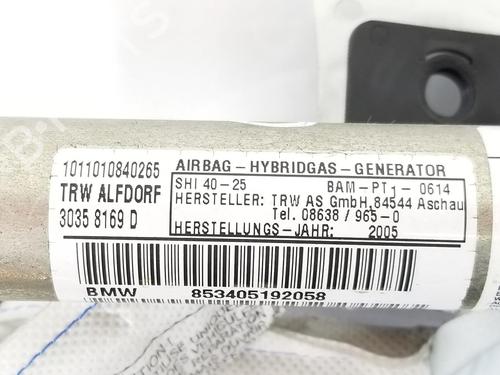 1011010840265
TRW ALFDORF
3035 8169 D
AIRBAG-HYBRIDGAS-GENERATOR
SHI 40-25 BAM-PT1-0614
HERSTELLER: TRW AS GmbH,84544 Aschau
Tel. 08638/965-0
HERSTELLUNGS-JAHR: 2005
BMW 853405192058